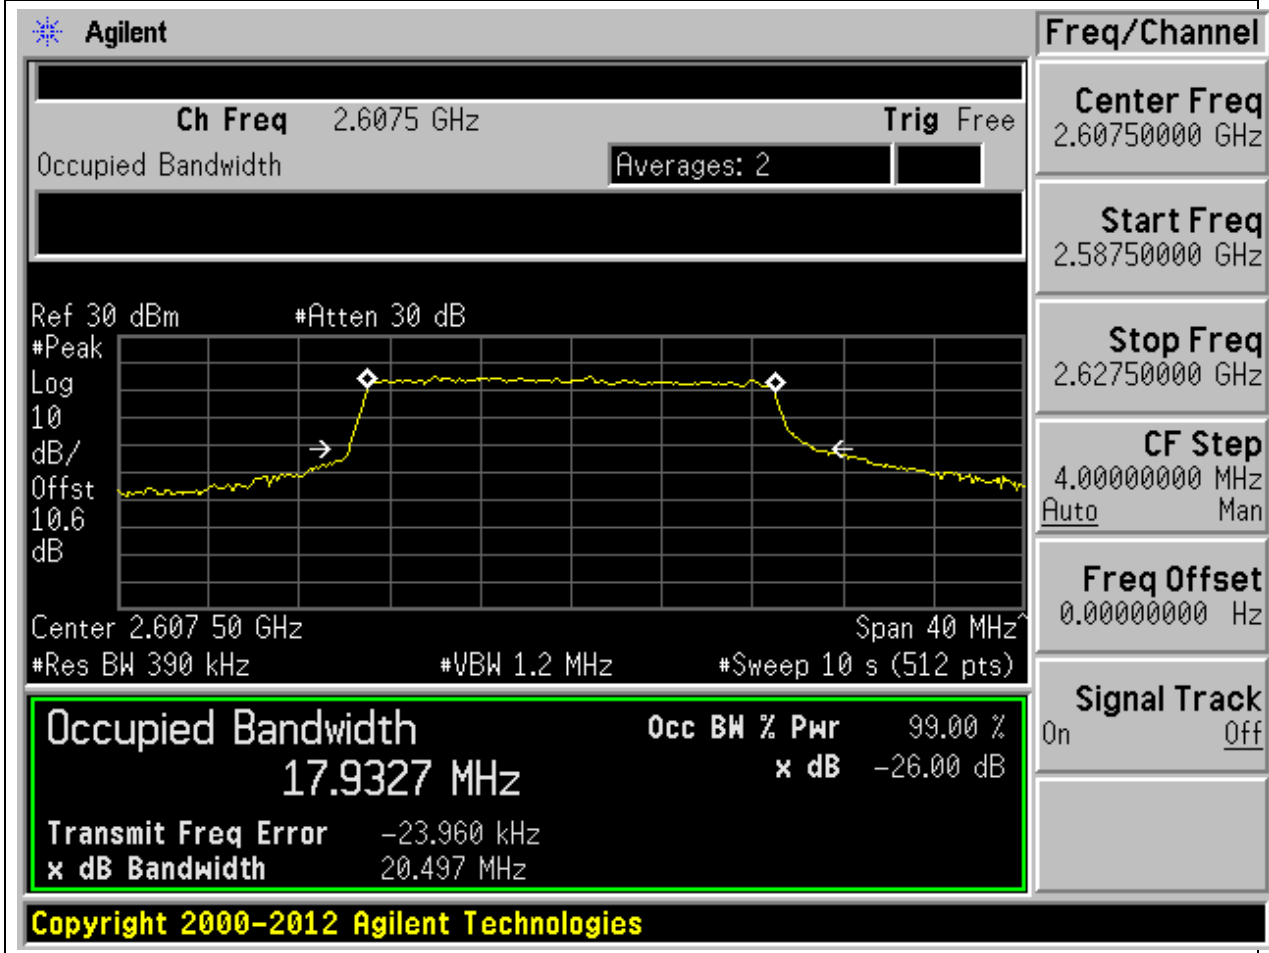 Agilent
Freq/Channel
Ch Freq 2.6075 GHz Trig Free
Occupied Bandwidth Averages: 2
Center Freq
2.60750000 GHz
Start Freq
2.58750000 GHz
Stop Freq
2.62750000 GHz
CF Step
4.00000000 MHz
Auto Man
Freq Offset
0.00000000 Hz
Signal Track
On Off
Ref 30 dBm #Atten 30 dB
#Peak
Log
10
dB/
Offst
10.6
dB
Center 2.607 50 GHz Span 40 MHz^
#Res BW 390 kHz #VBW 1.2 MHz #Sweep 10 s (512 pts)
Occupied Bandwidth Occ BW % Pwr 99.00 %
17.9327 MHz x dB -26.00 dB
Transmit Freq Error -23.960 kHz
x dB Bandwidth 20.497 MHz
Copyright 2000-2012 Agilent Technologies